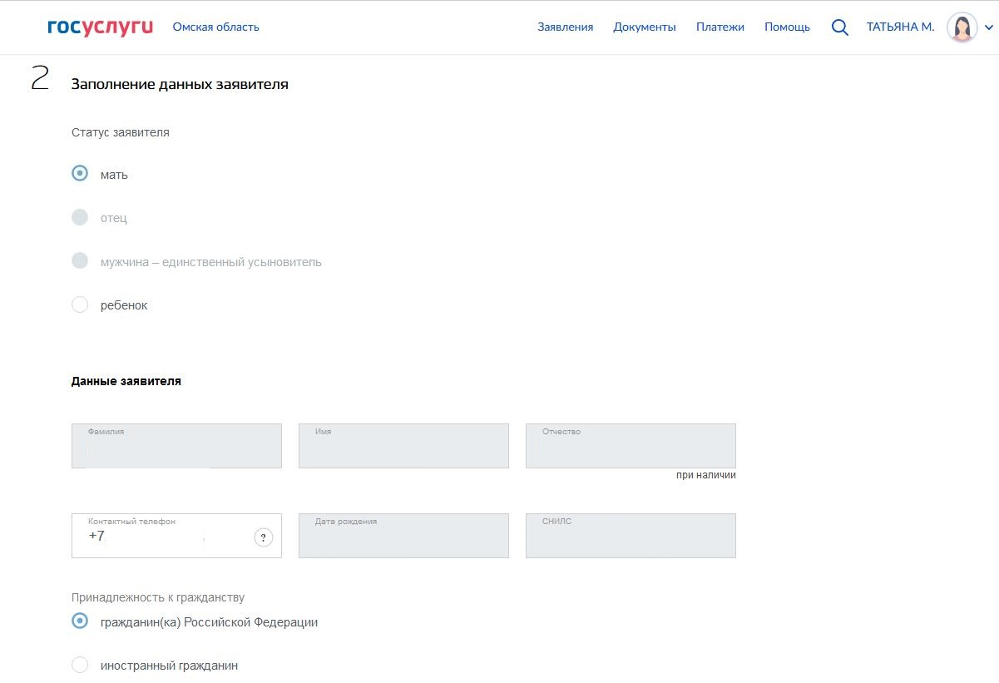 госуслуги Омская область Заявления Документы Платежи Помощь ТАТЬЯНА М.
2 Заполнение данных заявителя
Статус заявителя
мать
отец
мужчина – единственный усыновитель
ребенок
Данные заявителя
Фамилия Имя Отчество
при наличии
Контактный телефон Дата рождения СНИЛС
+7 ?
Принадлежность к гражданству
гражданин(ка) Российской Федерации
иностранный гражданин